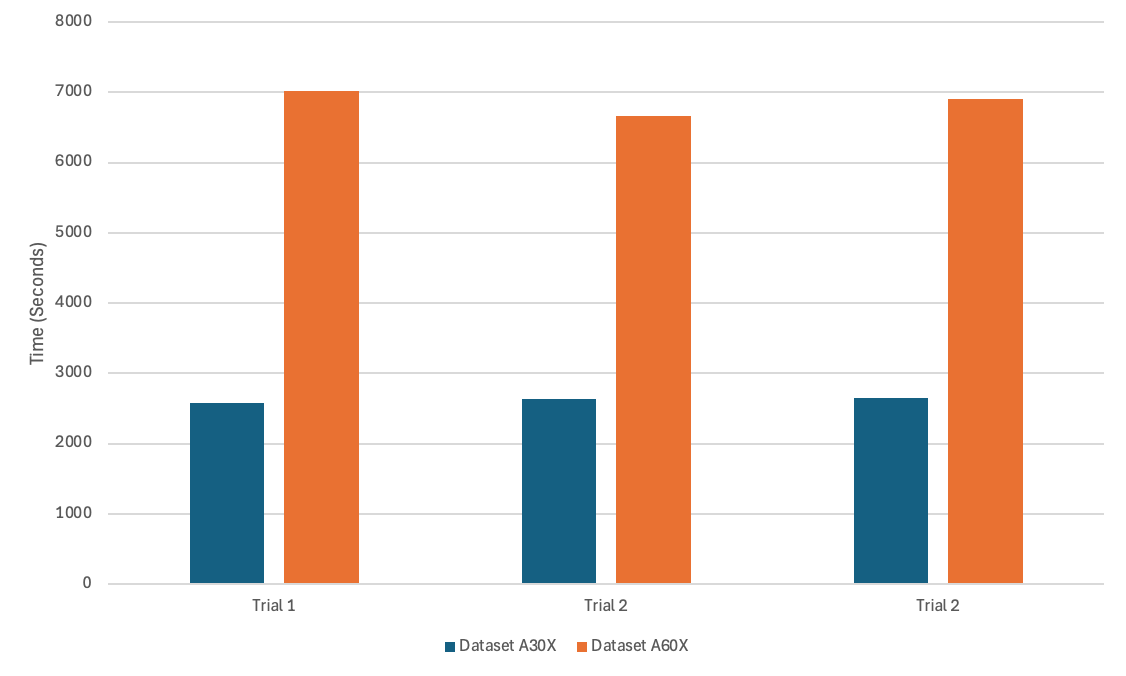 8000
7000
6000
5000
4000
3000
2000
1000
0
Time (Seconds)
Trial 1
Trial 2
Trial 2
Dataset A30X
Dataset A60X